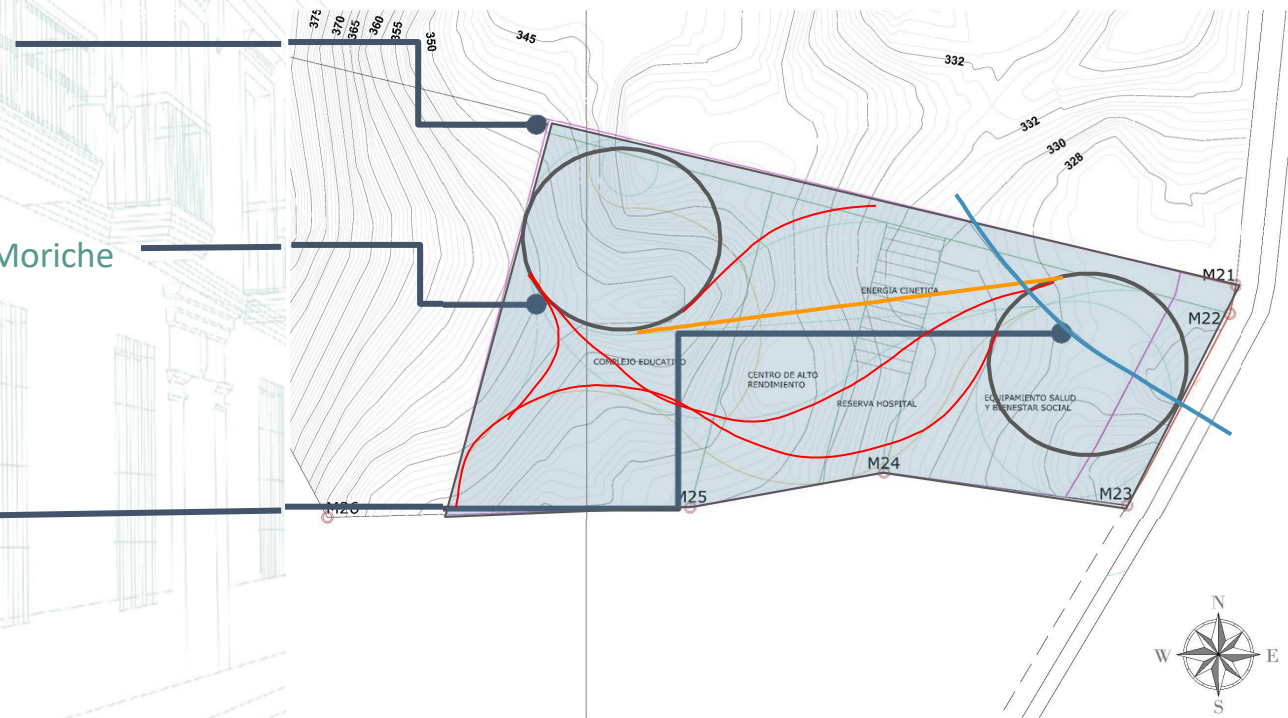 375
370
365
360
355
350
345
332
332
330
328
Moriche
M21
M22
ENERGIA CINETICA
COMPLEJO EDUCATIVO
CENTRO DE ALTO
RENDIMIENTO
RESERVA HOSPITAL
EQUIPAMIENTO SALUD
Y BIENESTAR SOCIAL
M24
M25
M23
M26
N
W
E
S